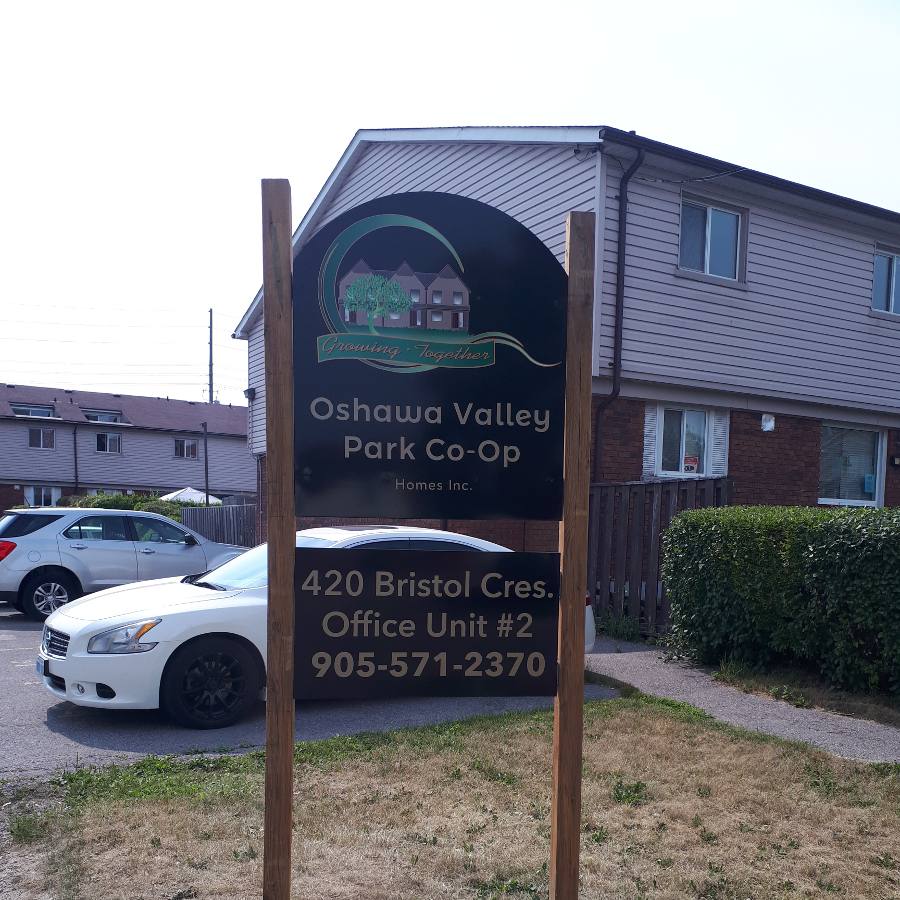 Growing · Together
Oshawa Valley
Park Co-Op
Homes Inc.
420 Bristol Cres.
Office Unit #2
905-571-2370